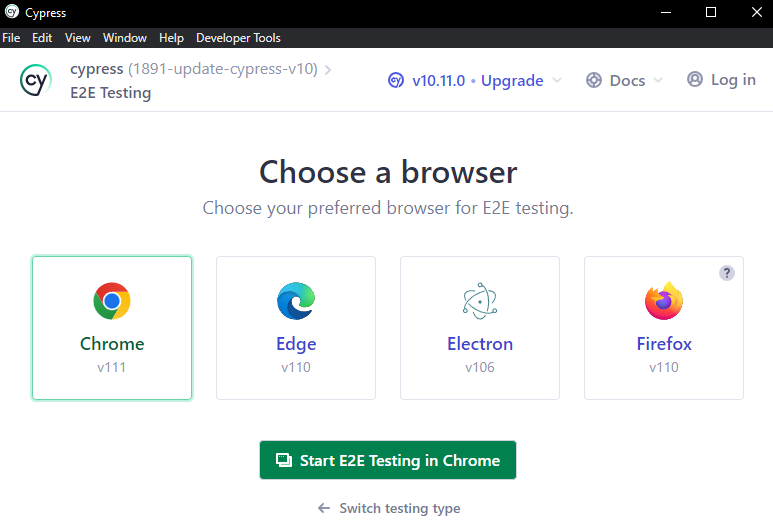 Cypress
File Edit View Window Help Developer Tools
cy cypress (1891-update-cypress-v10) >
E2E Testing
v10.11.0 • Upgrade Docs Log in
Choose a browser
Choose your preferred browser for E2E testing.
?
Chrome Edge Electron Firefox
v111 v110 v106 v110
Start E2E Testing in Chrome
← Switch testing type